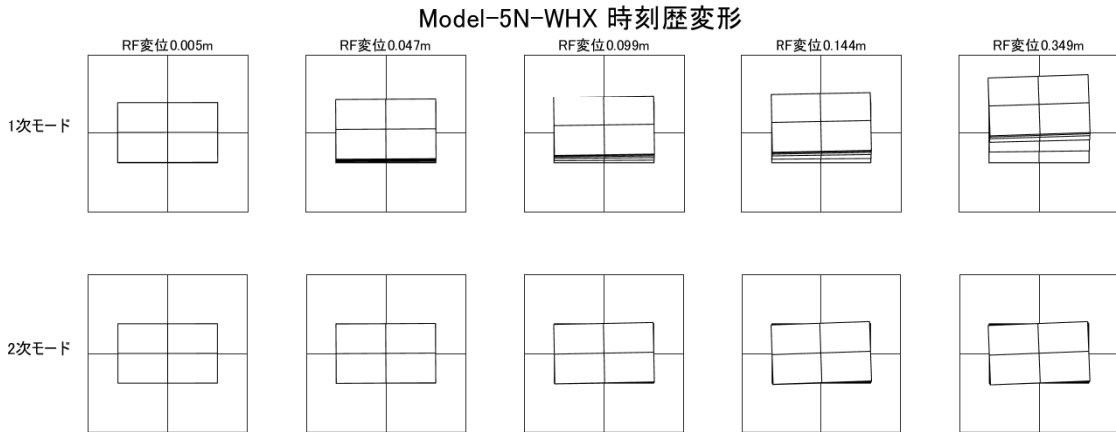 Model-5N-WHX 時刻歴変形
RF変位0.005m
RF変位0.047m
RF変位0.099m
RF変位0.144m
RF変位0.349m
1次モード
2次モード